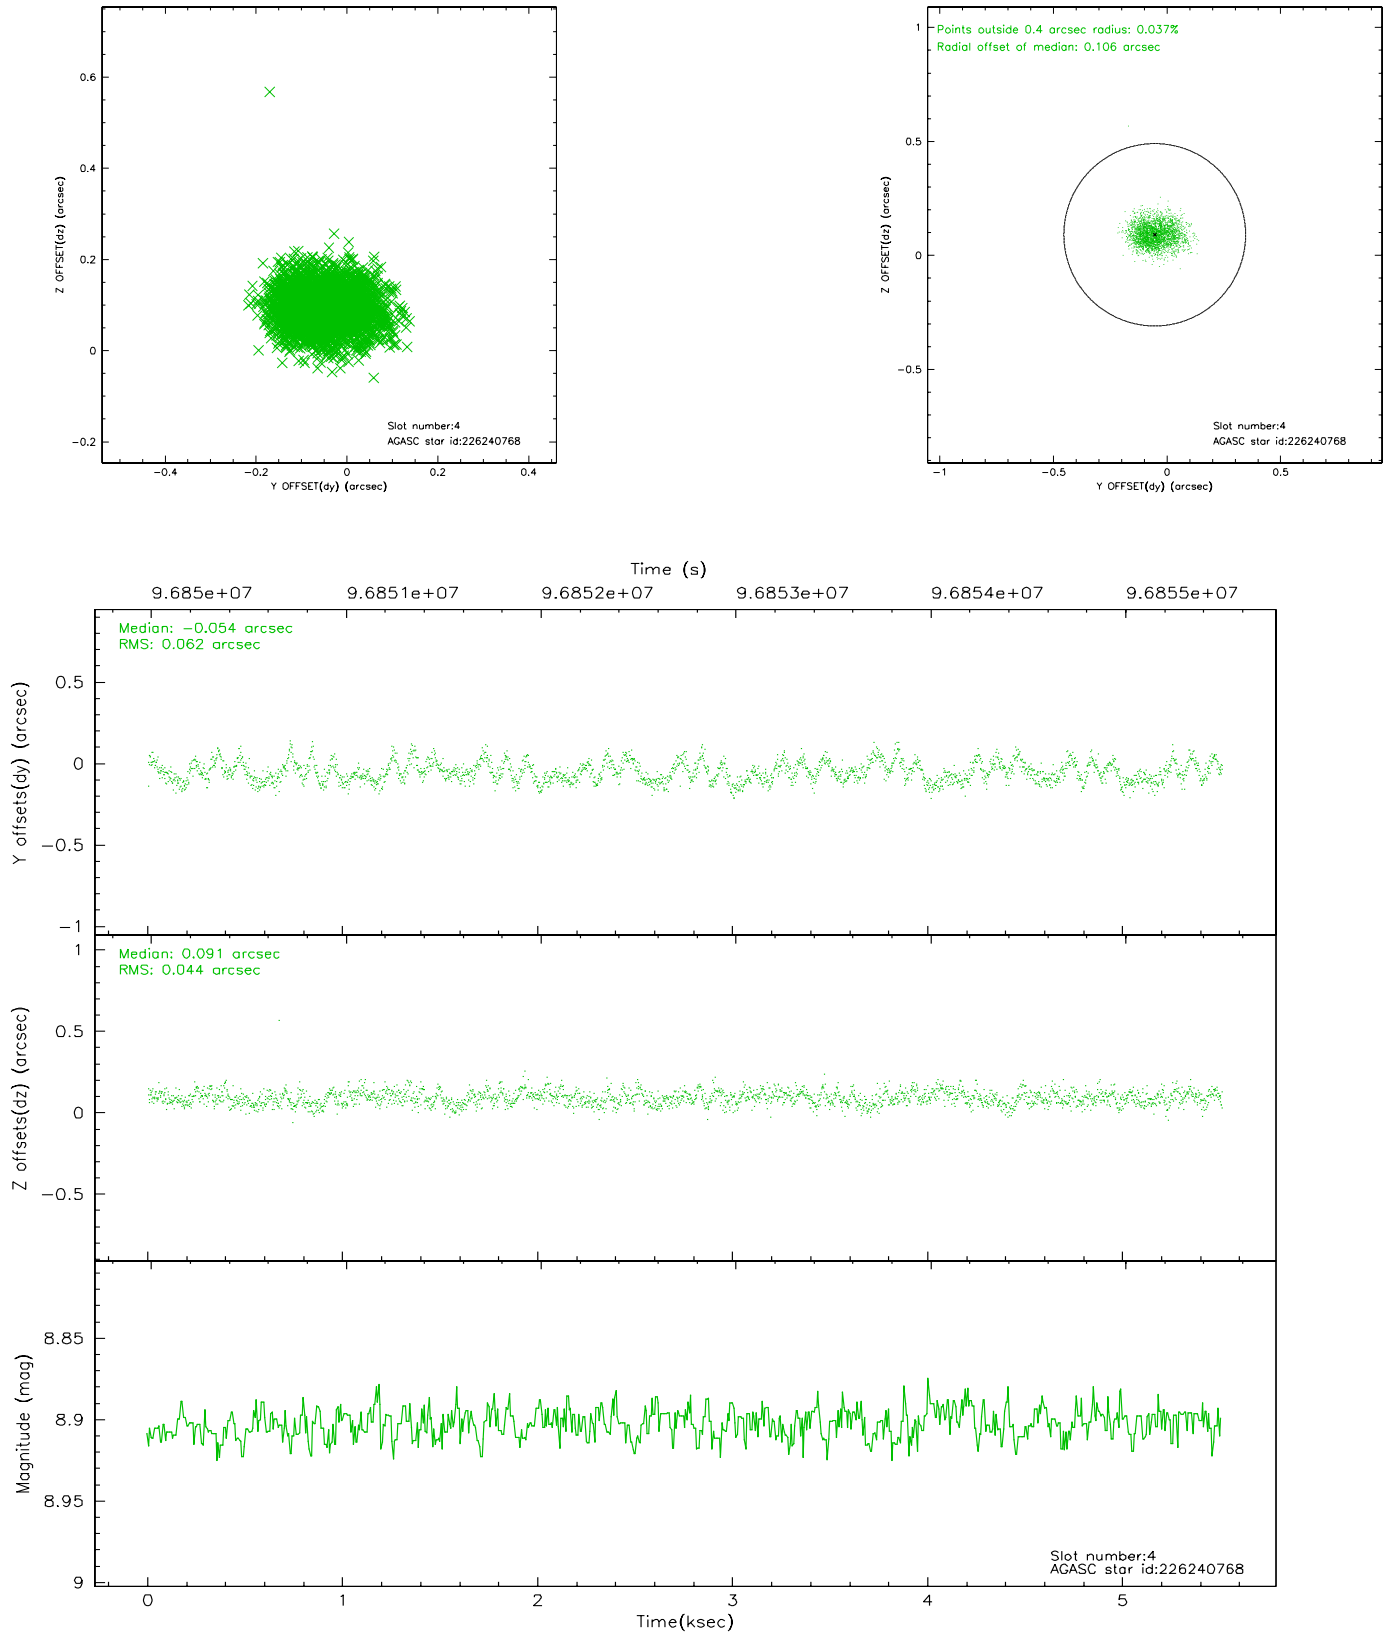 0.6
0.4
0.2
0
−0.2
Z OFFSET(dz) (arcsec)
Slot number:4
AGASC star id:226240768
−0.4 −0.2 0 0.2 0.4
Y OFFSET(dy) (arcsec)
Points outside 0.4 arcsec radius: 0.037%
Radial offset of median: 0.106 arcsec
1
0.5
0
−0.5
Z OFFSET(dz) (arcsec)
Slot number:4
AGASC star id:226240768
−1 −0.5 0 0.5
Y OFFSET(dy) (arcsec)
Time (s)
9.685e+07 9.6851e+07 9.6852e+07 9.6853e+07 9.6854e+07 9.6855e+07
Median: −0.054 arcsec
RMS: 0.062 arcsec
0.5
0
−0.5
−1
Y offsets(dy) (arcsec)
Median: 0.091 arcsec
RMS: 0.044 arcsec
1
0.5
0
−0.5
Z offsets(dz) (arcsec)
8.85
8.9
8.95
9
Magnitude (mag)
Slot number:4
AGASC star id:226240768
0 1 2 3 4 5
Time(ksec)